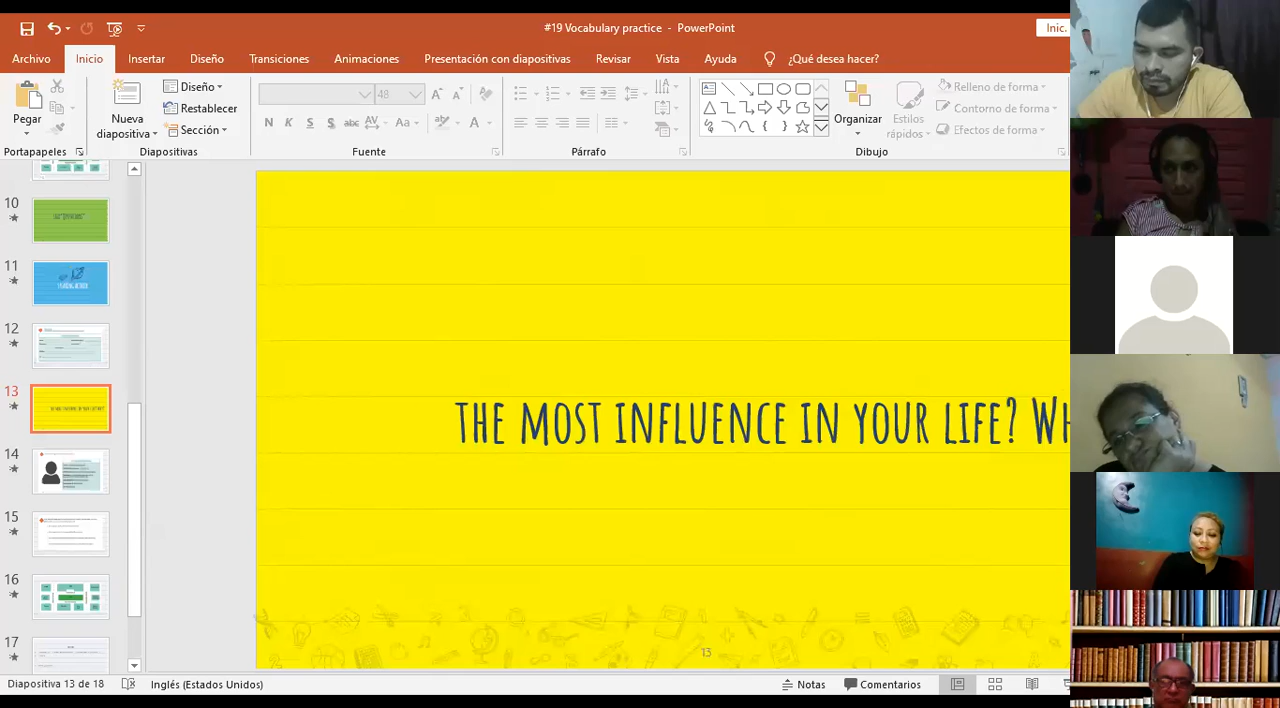 #19 Vocabulary practice - PowerPoint
Inic.
Archivo Inicio Insertar Diseño Transiciones Animaciones Presentación con diapositivas Revisar Vista Ayuda ¿Qué desea hacer?
Pegar
Nueva diapositiva
Diseño
Restablecer
Sección
48
N K S S abc AV Aa A
Organizar
Estilos rápidos
Relleno de forma
Contorno de forma
Efectos de forma
Portapapeles Diapositivas Fuente Párrafo Dibujo
10
11
12
13
14
15
16
17
THE MOST INFLUENCE IN YOUR LIFE? WH
13
Diapositiva 13 de 18 Inglés (Estados Unidos) Notas Comentarios